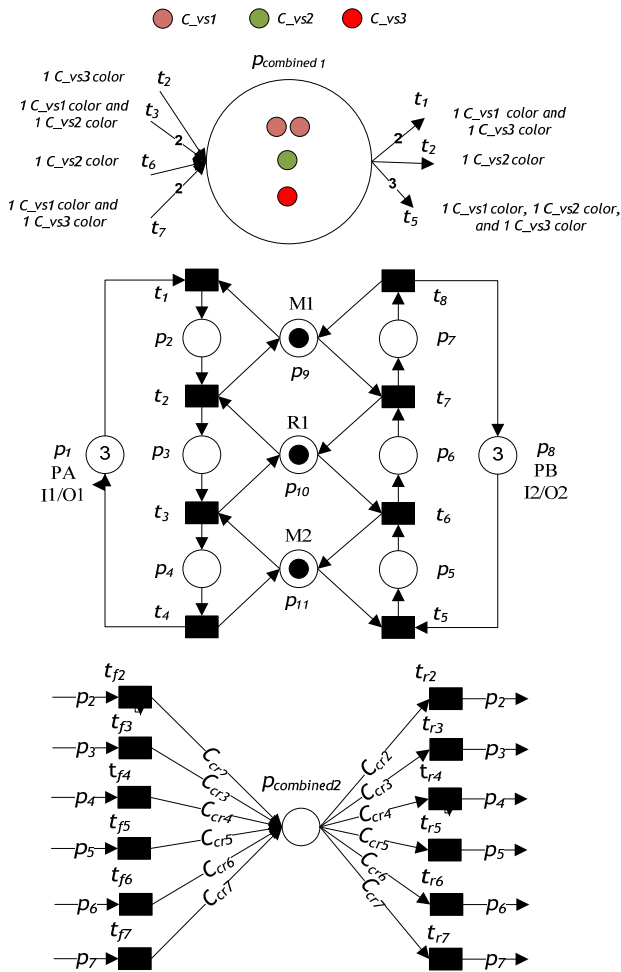 C_vs1 C_vs2 C_vs3
pcombined 1
1 C_vs3 color t2
1 C_vs1 color and
1 C_vs2 color
t3
2
1 C_vs2 color t6
2
1 C_vs1 color and
1 C_vs3 color
t7
t1
1 C_vs1 color and
1 C_vs3 color
2
t2
1 C_vs2 color
3
t5
1 C_vs1 color, 1 C_vs2 color,
and 1 C_vs3 color
t1 t8
M1
p2 p9 p7
t2 t7
R1
p1 3 p3 p10 p6 3 p8
PA
I1/O1
PB
I2/O2
t3 t6
M2
p4 p11 p5
t4 t5
tf2
p2
tf3
p3
tf4
p4
tf5
p5
tf6
p6
tf7
p7
Ccr2
Ccr3
Ccr4
Ccr5
Ccr6
Ccr7
pcombined2
Ccr2
Ccr3
Ccr4
Ccr5
Ccr6
Ccr7
tr2
p2
tr3
p3
tr4
p4
tr5
p5
tr6
p6
tr7
p7